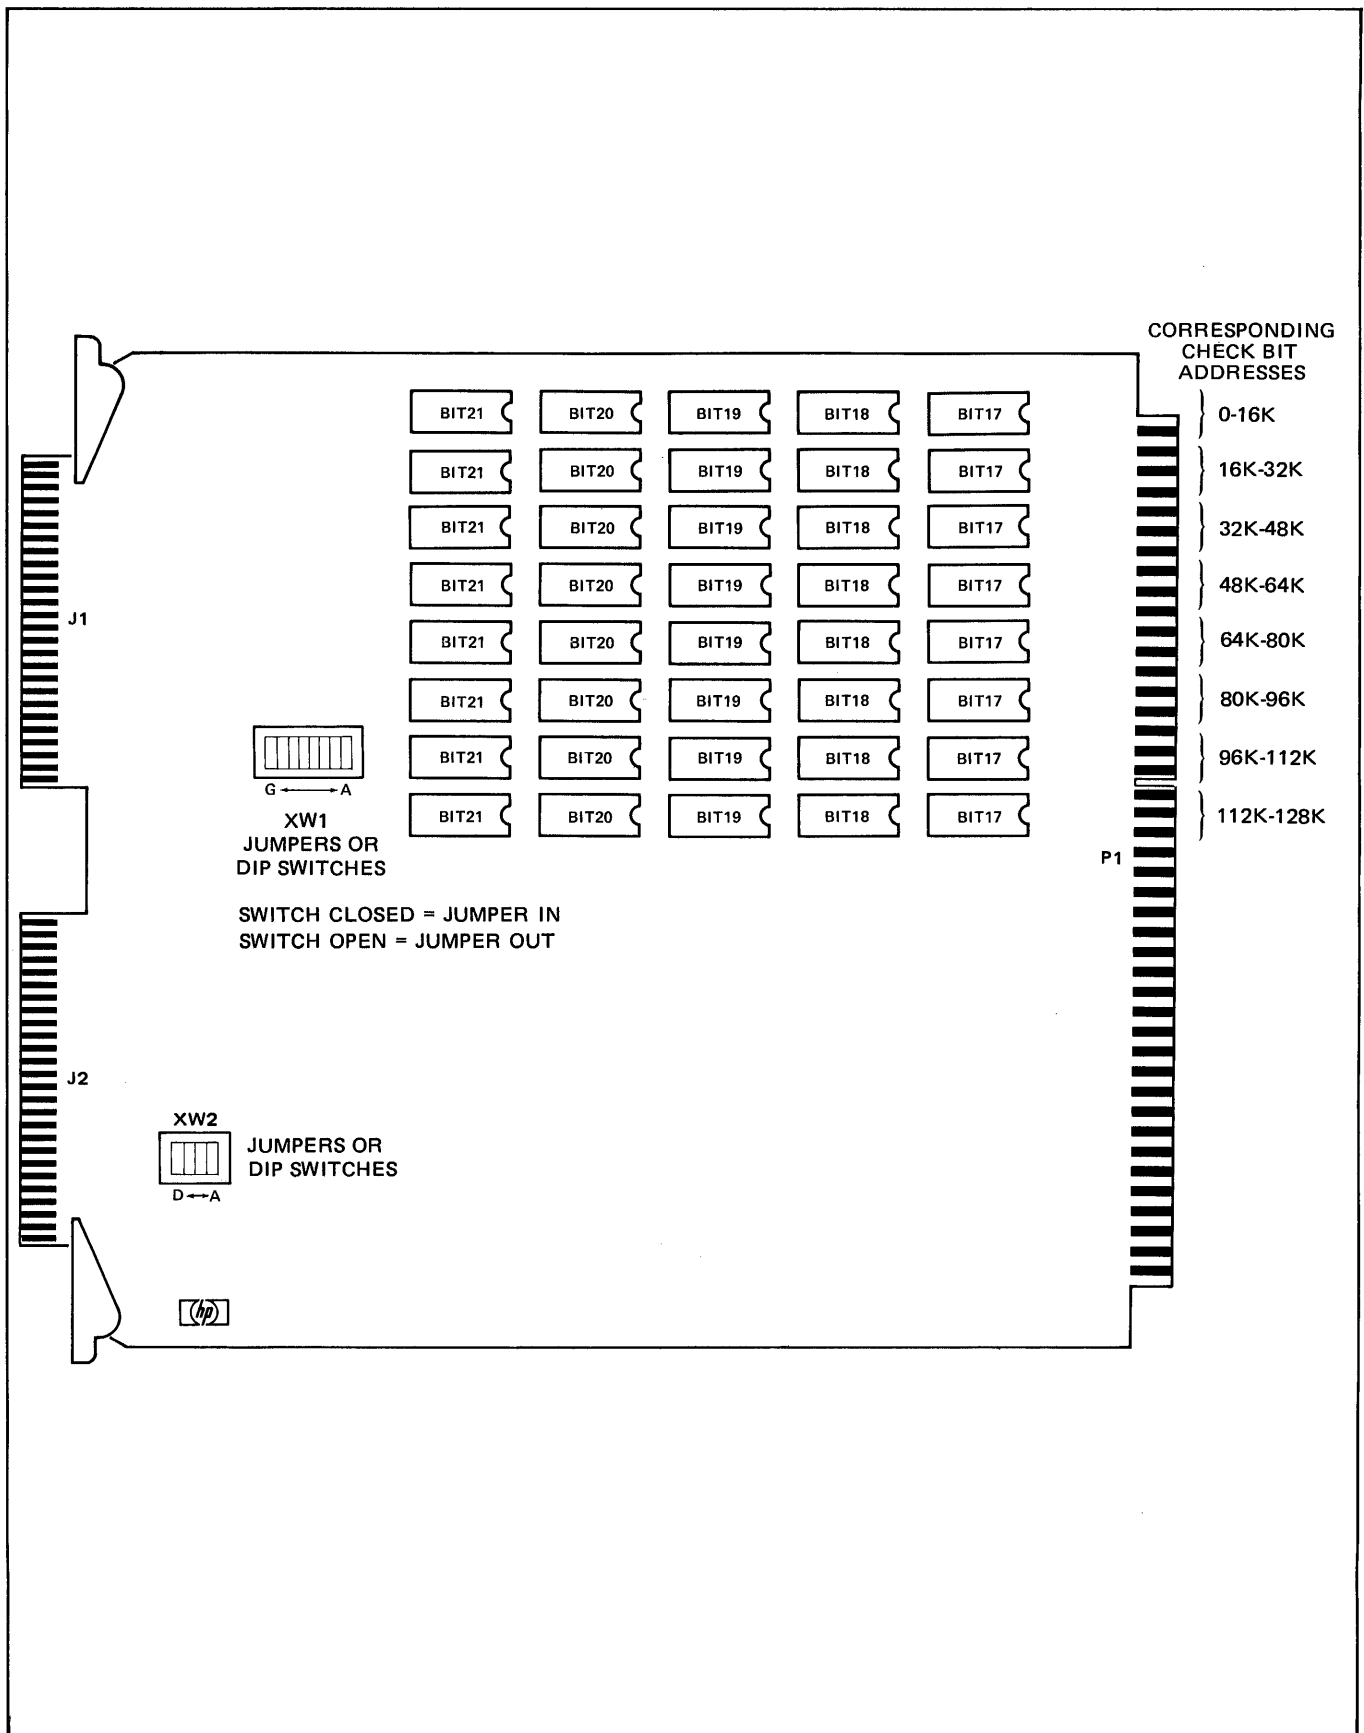 CORRESPONDING
CHECK BIT
ADDRESSES
BIT21 BIT20 BIT19 BIT18 BIT17 0-16K
BIT21 BIT20 BIT19 BIT18 BIT17 16K-32K
BIT21 BIT20 BIT19 BIT18 BIT17 32K-48K
BIT21 BIT20 BIT19 BIT18 BIT17 48K-64K
J1
BIT21 BIT20 BIT19 BIT18 BIT17 64K-80K
BIT21 BIT20 BIT19 BIT18 BIT17 80K-96K
BIT21 BIT20 BIT19 BIT18 BIT17 96K-112K
G A
BIT21 BIT20 BIT19 BIT18 BIT17 112K-128K
XW1
JUMPERS OR
DIP SWITCHES
P1
SWITCH CLOSED = JUMPER IN
SWITCH OPEN = JUMPER OUT
J2
XW2
JUMPERS OR
DIP SWITCHES
D A
hp